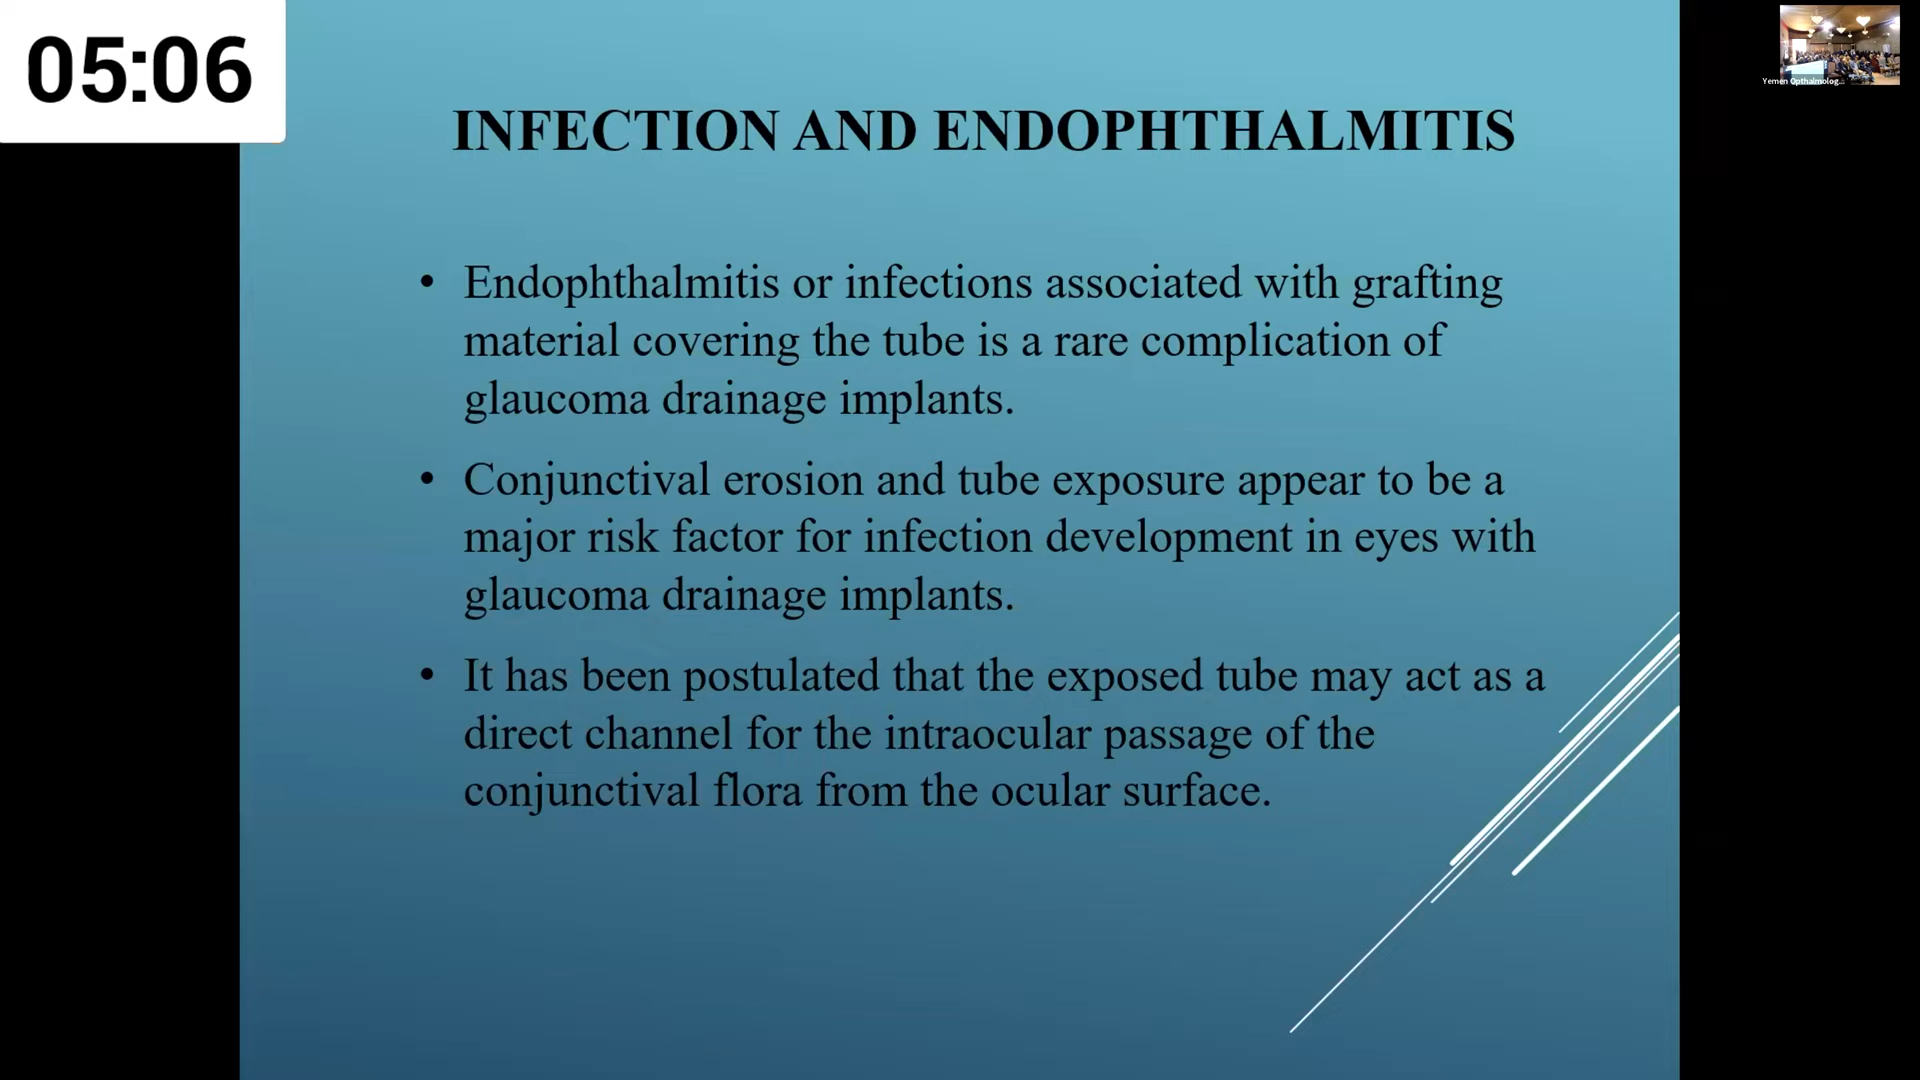 05:06
Yemen Opthalmolog...
INFECTION AND ENDOPHTHALMITIS
• Endophthalmitis or infections associated with grafting
material covering the tube is a rare complication of
glaucoma drainage implants.
• Conjunctival erosion and tube exposure appear to be a
major risk factor for infection development in eyes with
glaucoma drainage implants.
• It has been postulated that the exposed tube may act as a
direct channel for the intraocular passage of the
conjunctival flora from the ocular surface.